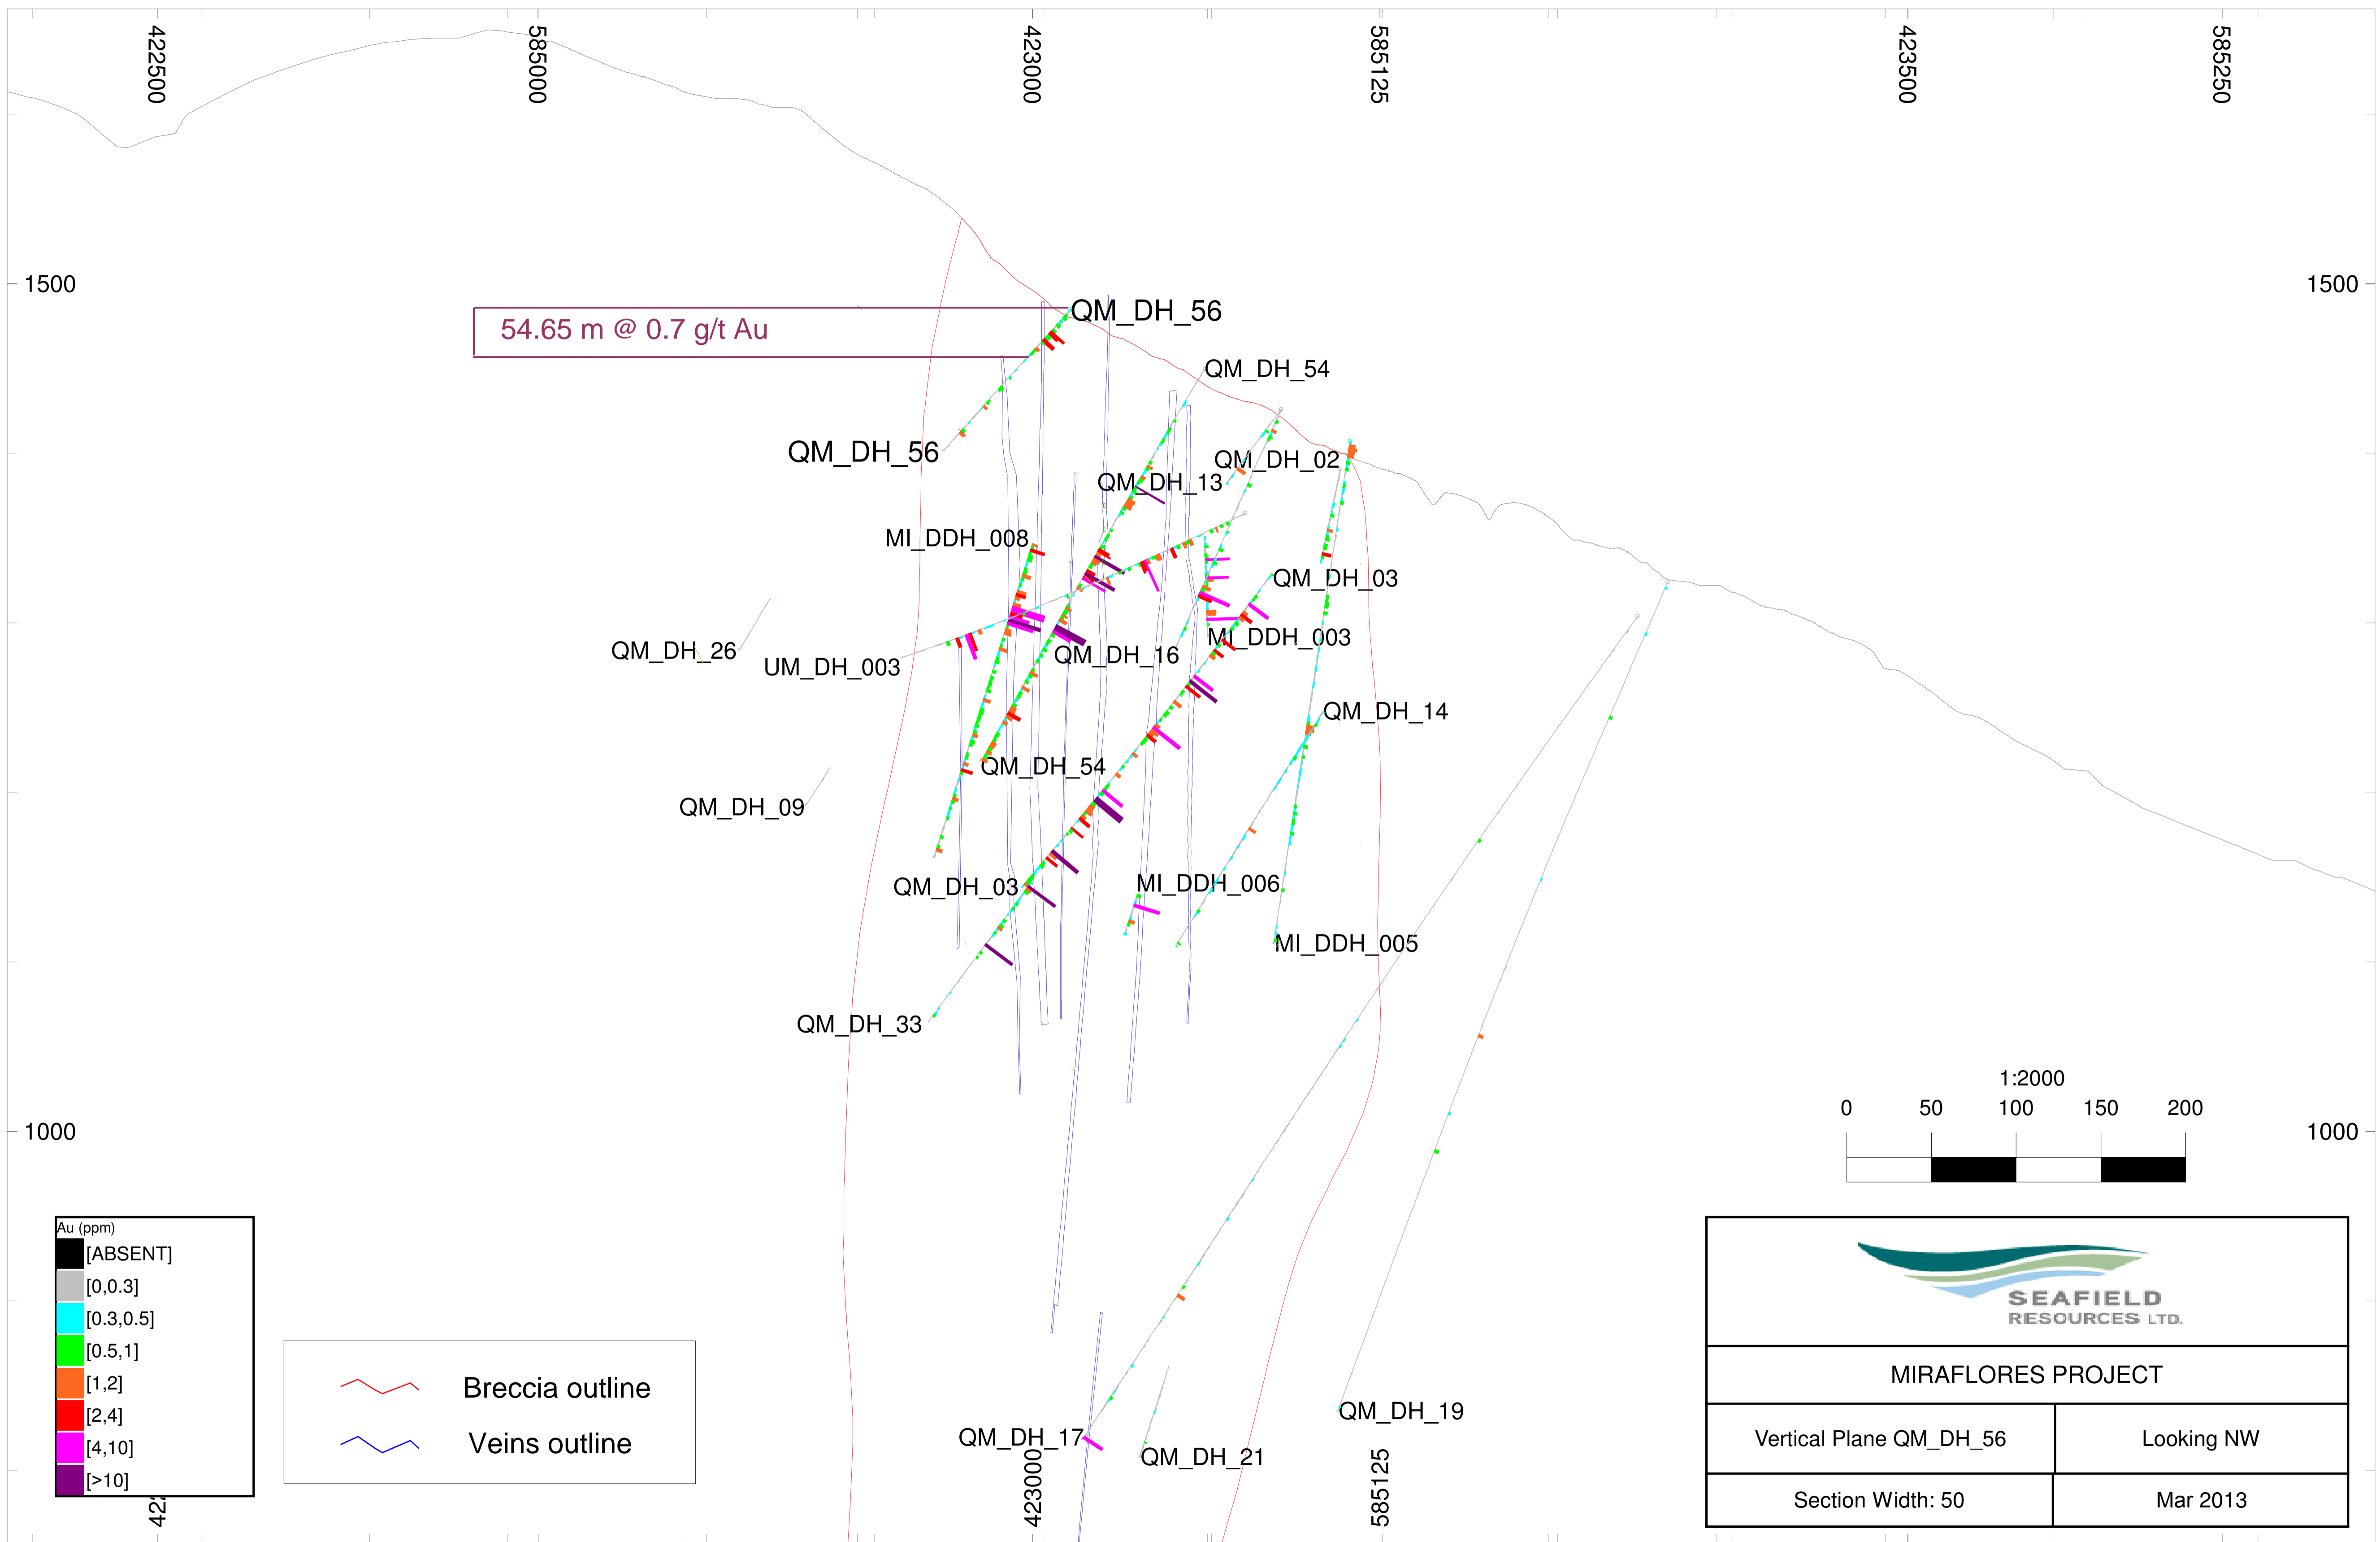 422500
585000
423000
585125
423500
585250
1500
1500
54.65 m @ 0.7 g/t Au
QM_DH_56
QM_DH_54
QM_DH_56
QM_DH_02
QM_DH_13
MI_DDH_008
QM_DH_03
MI_DDH_003
QM_DH_26
QM_DH_16
UM_DH_003
QM_DH_14
QM_DH_54
QM_DH_09
QM_DH_03
MI_DDH_006
MI_DDH_005
QM_DH_33
1000
1000
1:2000
0 50 100 150 200
QM_DH_19
QM_DH_17
QM_DH_21
423000
585125
Au (ppm)
[ABSENT]
[0,0.3]
[0.3,0.5]
[0.5,1]
[1,2]
[2,4]
[4,10]
[>10]
Breccia outline
Veins outline
SEAFIELD
RESOURCES LTD.
MIRAFLORES PROJECT
Vertical Plane QM_DH_56
Looking NW
Section Width: 50
Mar 2013